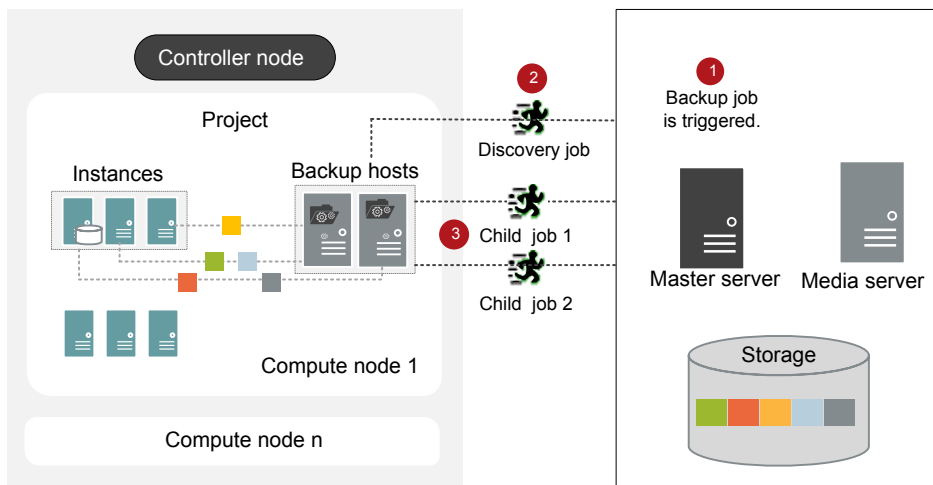 Controller node
Project
Instances
Backup hosts
Compute node 1
Compute node n
2
Discovery job
3
Child job 1
Child job 2
1
Backup job
is triggered.
Master server
Media server
Storage